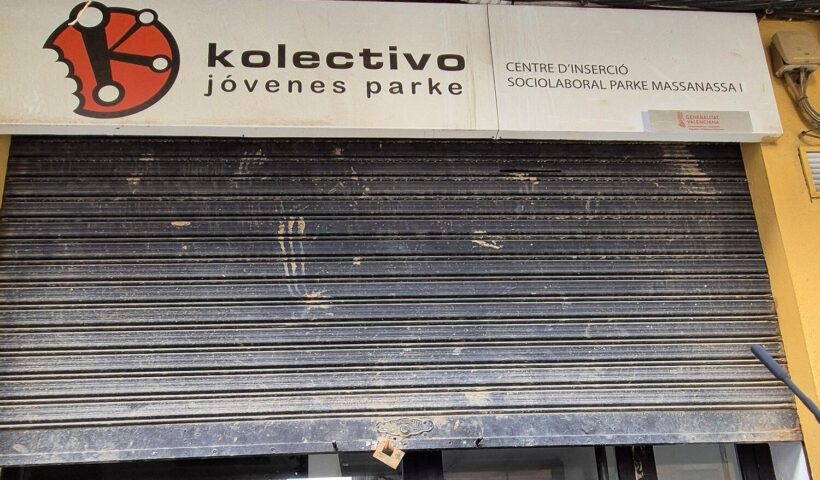 kolectivo
jóvenes parke
CENTRE D'INSERCIÓ
SOCIOLABORAL PARKE MASSANASSA I
GENERALITAT
VALENCIANA